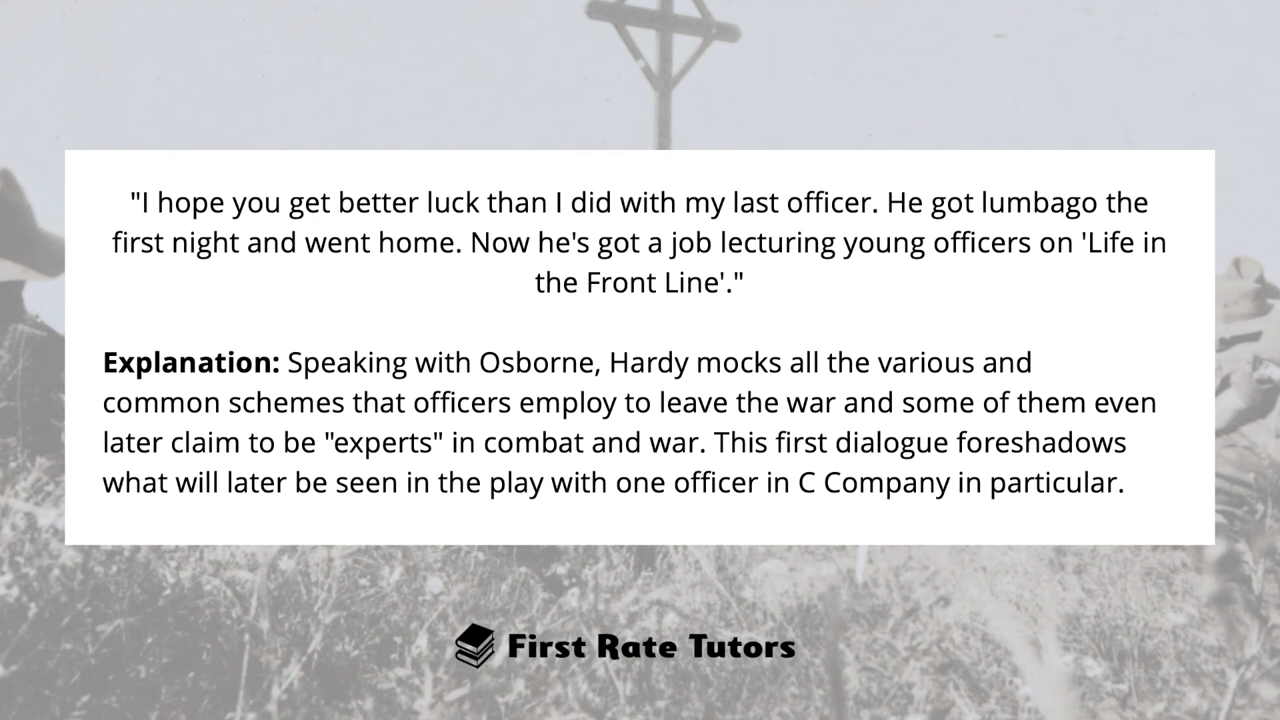 "I hope you get better luck than I did with my last officer. He got lumbago the
first night and went home. Now he's got a job lecturing young officers on 'Life in
the Front Line'."
Explanation: Speaking with Osborne, Hardy mocks all the various and
common schemes that officers employ to leave the war and some of them even
later claim to be "experts" in combat and war. This first dialogue foreshadows
what will later be seen in the play with one officer in C Company in particular.
First Rate Tutors